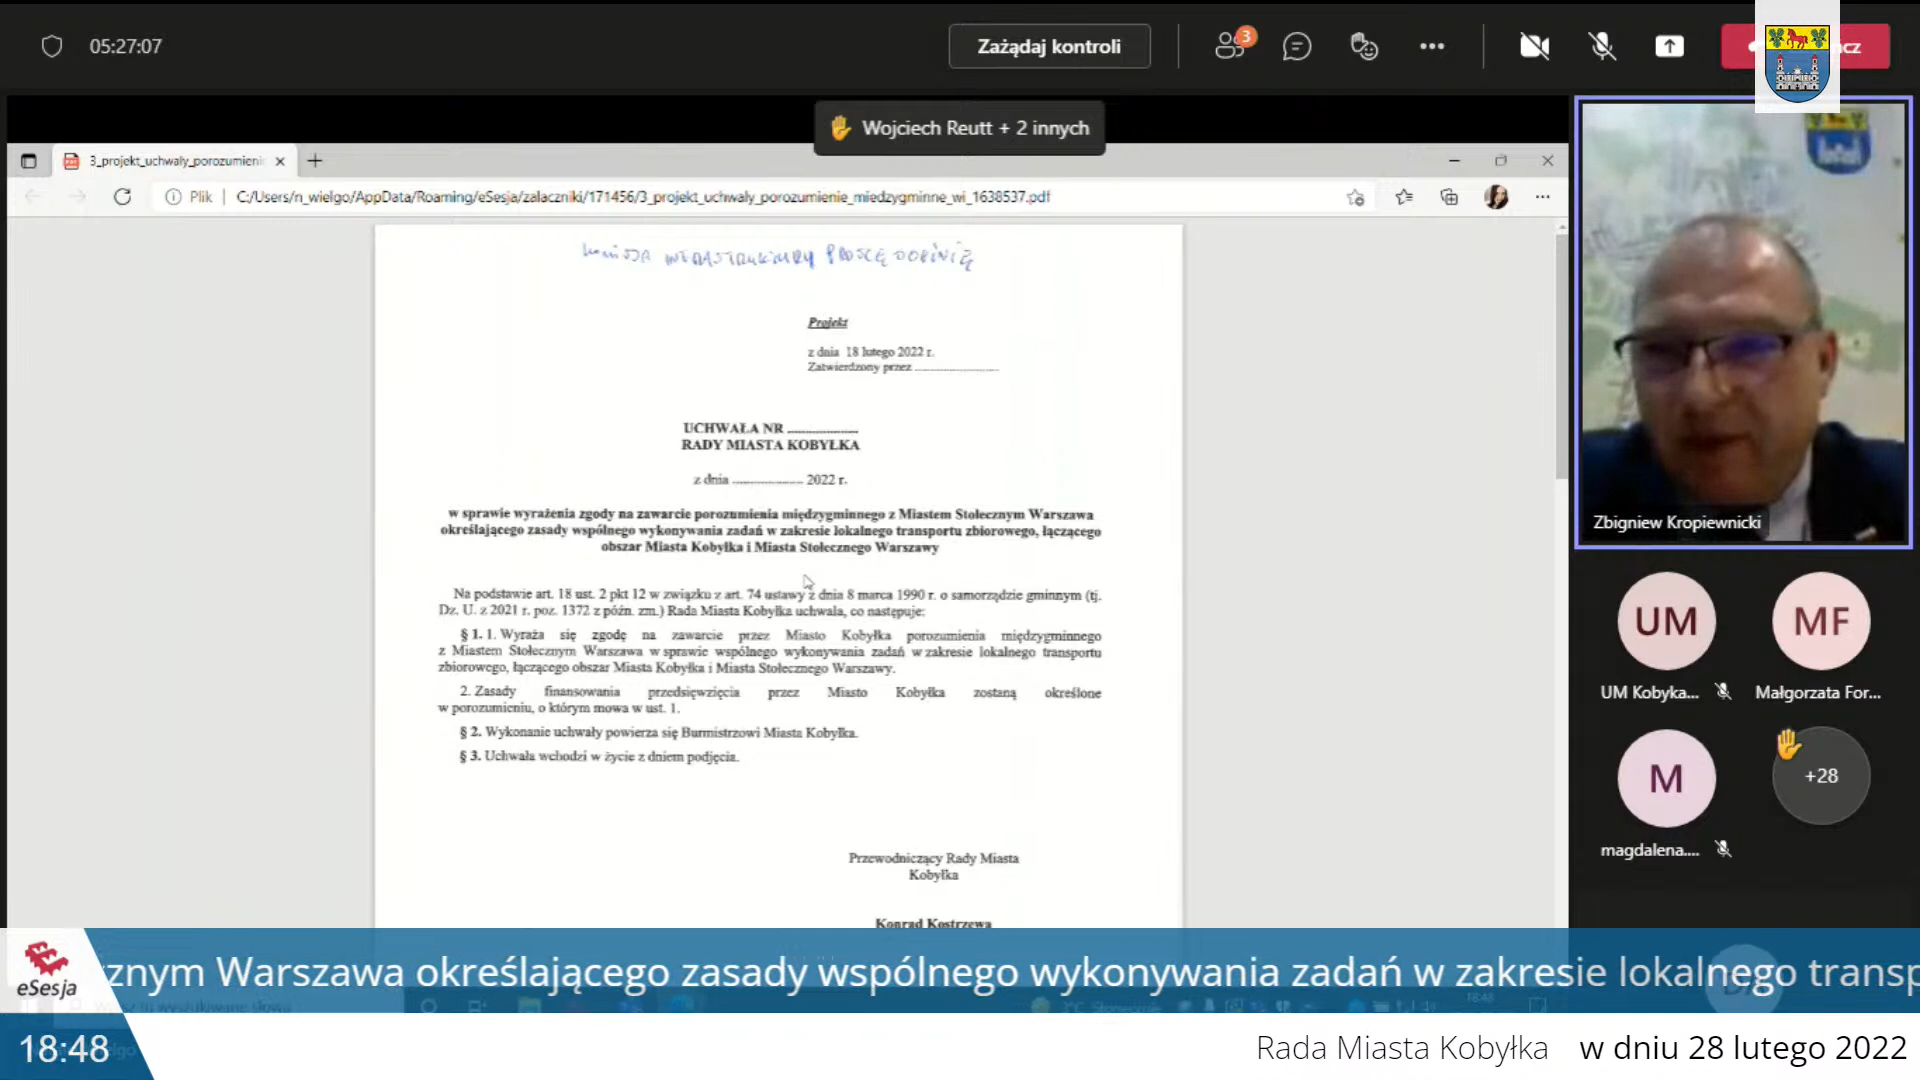 05:27:07
Zażądaj kontroli
3
Wojciech Reutt + 2 innych
3_projekt_uchwaly_porozumieni
Plik
C:/Users/n_wielgo/AppData/Roaming/eSesja/zalaczniki/171456/3_projekt_uchwaly_porozumienie_miedzygminne_wi_1638537.pdf
Projekt
z dnia 18 lutego 2022 r.
Zatwierdzony przez ........................
UCHWAŁA NR ....................
RADY MIASTA KOBYŁKA
z dnia .................... 2022 r.
w sprawie wyrażenia zgody na zawarcie porozumienia międzygminnego z Miastem Stołecznym Warszawa
określającego zasady wspólnego wykonywania zadań w zakresie lokalnego transportu zbiorowego, łączącego
obszar Miasta Kobyłka i Miasta Stołecznego Warszawy
Na podstawie art. 18 ust. 2 pkt 12 w związku z art. 74 ustawy z dnia 8 marca 1990 r. o samorządzie gminnym (tj.
Dz. U. z 2021 r. poz. 1372 z późn. zm.) Rada Miasta Kobyłka uchwala, co następuje:
§ 1. 1. Wyraża się zgodę na zawarcie przez Miasto Kobyłka porozumienia międzygminnego
z Miastem Stołecznym Warszawa w sprawie wspólnego wykonywania zadań w zakresie lokalnego transportu
zbiorowego, łączącego obszar Miasta Kobyłka i Miasta Stołecznego Warszawy.
2. Zasady finansowania przedsięwzięcia przez Miasto Kobyłka zostaną określone
w porozumieniu, o którym mowa w ust. 1.
§ 2. Wykonanie uchwały powierza się Burmistrzowi Miasta Kobyłka.
§ 3. Uchwała wchodzi w życie z dniem podjęcia.
Przewodniczący Rady Miasta
Kobyłka
Konrad Kostrzewa
Zbigniew Kropiewnicki
UM
MF
UM Kobyka...
Małgorzata For...
M
+28
magdalena....
eSesja
znym Warszawa określającego zasady wspólnego wykonywania zadań w zakresie lokalnego transp
18:48
Rada Miasta Kobyłka w dniu 28 lutego 2022